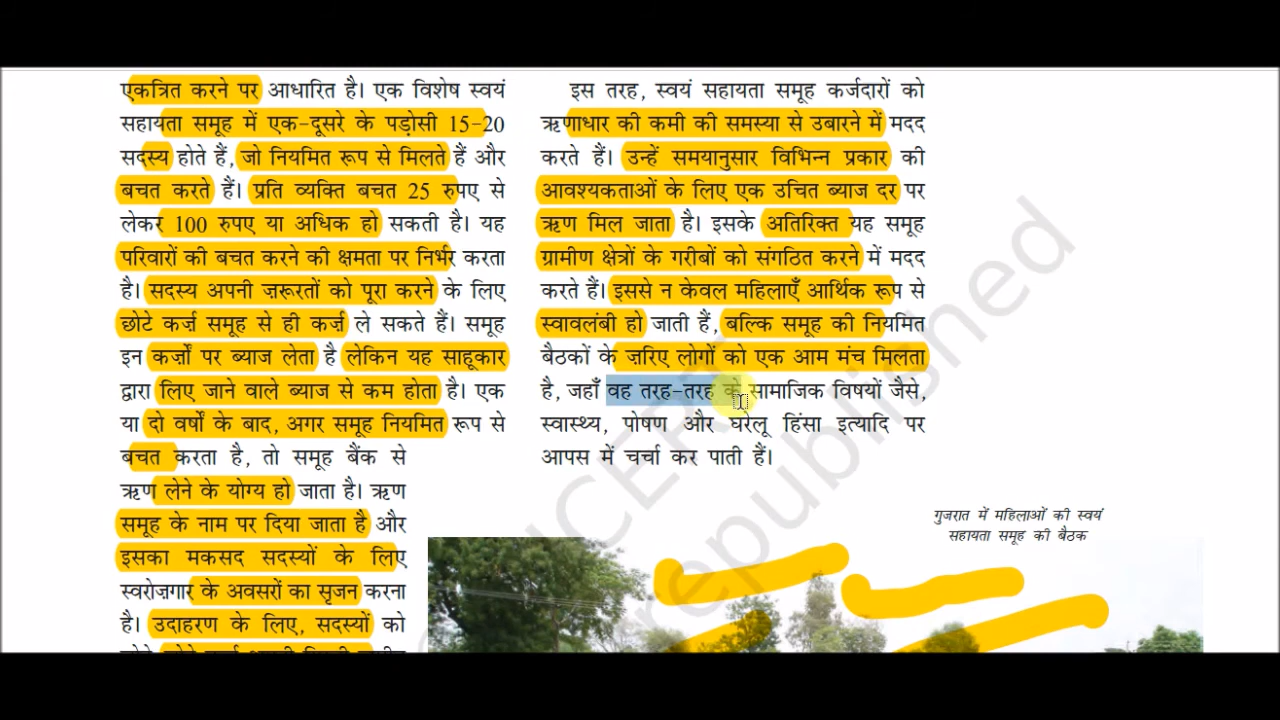 एकत्रित करने पर आधारित है। एक विशेष स्वयं
सहायता समूह में एक-दूसरे के पड़ोसी 15-20
सदस्य होते हैं, जो नियमित रूप से मिलते हैं और
बचत करते हैं। प्रति व्यक्ति बचत 25 रुपए से
लेकर 100 रुपए या अधिक हो सकती है। यह
परिवारों की बचत करने की क्षमता पर निर्भर करता
है। सदस्य अपनी ज़रूरतों को पूरा करने के लिए
छोटे कर्ज़ समूह से ही कर्ज़ ले सकते हैं। समूह
इन कर्ज़ों पर ब्याज लेता है लेकिन यह साहूकार
द्वारा लिए जाने वाले ब्याज से कम होता है। एक
या दो वर्षों के बाद, अगर समूह नियमित रूप से
बचत करता है, तो समूह बैंक से
ऋण लेने के योग्य हो जाता है। ऋण
समूह के नाम पर दिया जाता है और
इसका मकसद सदस्यों के लिए
स्वरोज़गार के अवसरों का सृजन करना
है। उदाहरण के लिए, सदस्यों को
इस तरह, स्वयं सहायता समूह कर्जदारों को
ऋणाधार की कमी की समस्या से उबारने में मदद
करते हैं। उन्हें समयानुसार विभिन्न प्रकार की
आवश्यकताओं के लिए एक उचित ब्याज दर पर
ऋण मिल जाता है। इसके अतिरिक्त यह समूह
ग्रामीण क्षेत्रों के गरीबों को संगठित करने में मदद
करते हैं। इससे न केवल महिलाएँ आर्थिक रूप से
स्वावलंबी हो जाती हैं, बल्कि समूह की नियमित
बैठकों के ज़रिए लोगों को एक आम मंच मिलता
है, जहाँ वह तरह-तरह के सामाजिक विषयों जैसे,
स्वास्थ्य, पोषण और घरेलू हिंसा इत्यादि पर
आपस में चर्चा कर पाती हैं।
गुजरात में महिलाओं की स्वयं
सहायता समूह की बैठक
NCERT
republished